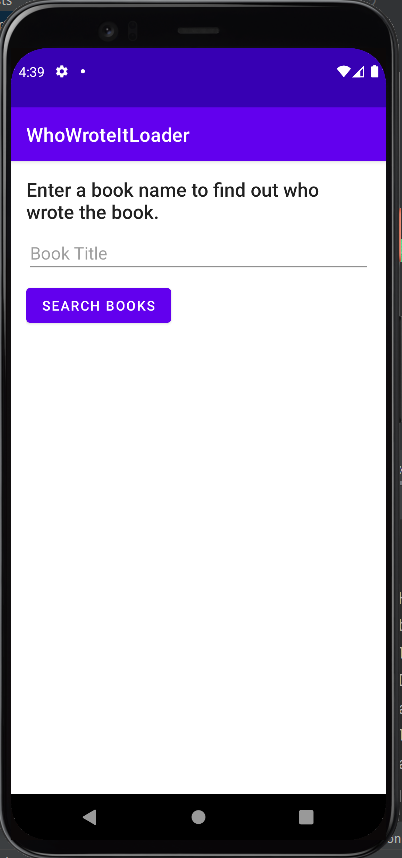 4:39
WhoWroteItLoader
Enter a book name to find out who
wrote the book.
Book Title
SEARCH BOOKS